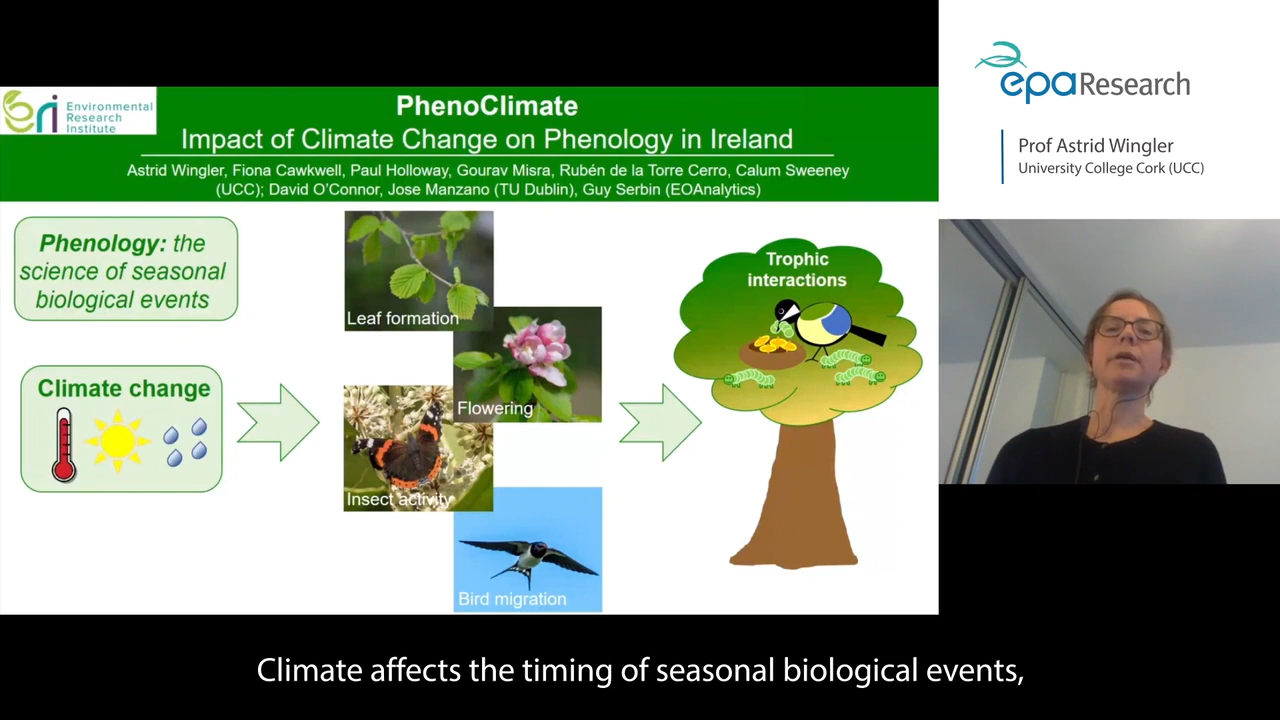 Environmental
Research
Institute
PhenoClimate
Impact of Climate Change on Phenology in Ireland
Astrid Wingler, Fiona Cawkwell, Paul Holloway, Gourav Misra, Rubén de la Torre Cerro, Calum Sweeney
(UCC); David O'Connor, Jose Manzano (TU Dublin), Guy Serbin (EOAnalytics)
epaResearch
Prof Astrid Wingler
University College Cork (UCC)
Phenology: the
science of seasonal
biological events
Climate change
Leaf formation
Flowering
Insect activity
Bird migration
Trophic
interactions
Climate affects the timing of seasonal biological events,